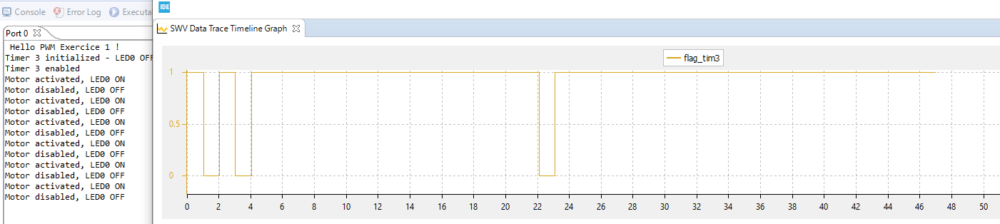 IDE
Console Error Log Executa
SWV Data Trace Timeline Graph
Port 0
Hello PWM Exercice 1 !
Timer 3 initialized - LED0 OFF
Timer 3 enabled
Motor activated, LED0 ON
Motor disabled, LED0 OFF
Motor activated, LED0 ON
Motor disabled, LED0 OFF
Motor activated, LED0 ON
Motor disabled, LED0 OFF
Motor activated, LED0 ON
Motor disabled, LED0 OFF
Motor activated, LED0 ON
Motor disabled, LED0 OFF
Motor activated, LED0 ON
Motor disabled, LED0 OFF
flag_tim3
1
0.5
0
0 2 4 6 8 10 12 14 16 18 20 22 24 26 28 30 32 34 36 38 40 42 44 46 48 50